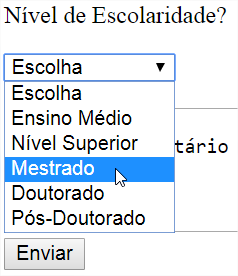 Nível de Escolaridade?
Escolha
Escolha
Ensino Médio
Nível Superior
tário
Mestrado
Doutorado
Pós-Doutorado
Enviar